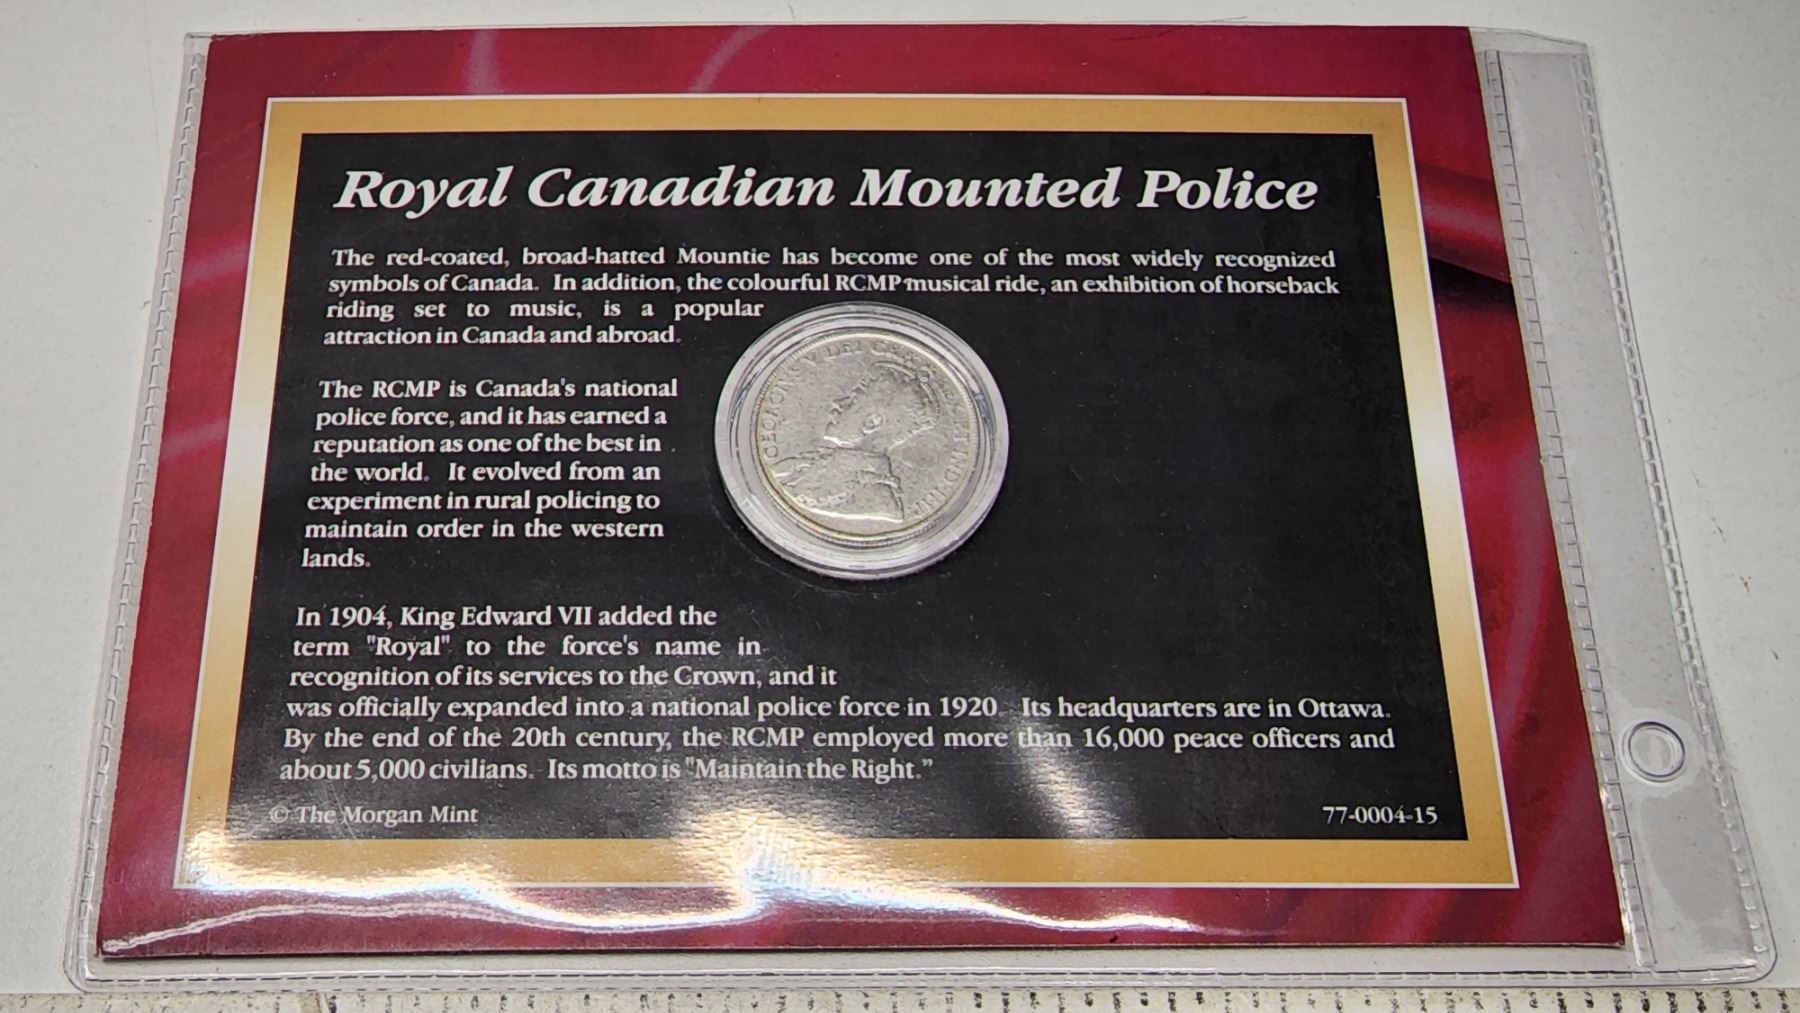 Royal Canadian Mounted Police
The red-coated, broad-hatted Mountie has become one of the most widely recognized
symbols of Canada. In addition, the colourful RCMP musical ride, an exhibition of horseback
riding set to music, is a popular
attraction in Canada and abroad.
The RCMP is Canada's national
police force, and it has earned a
reputation as one of the best in
the world. It evolved from an
experiment in rural policing to
maintain order in the western
lands.
In 1904, King Edward VII added the
term "Royal" to the force's name in
recognition of its services to the Crown, and it
was officially expanded into a national police force in 1920. Its headquarters are in Ottawa.
By the end of the 20th century, the RCMP employed more than 16,000 peace officers and
about 5,000 civilians. Its motto is "Maintain the Right."
© The Morgan Mint
77-0004-15
GEORGIVS V DEI GRA
ET IND:IMP